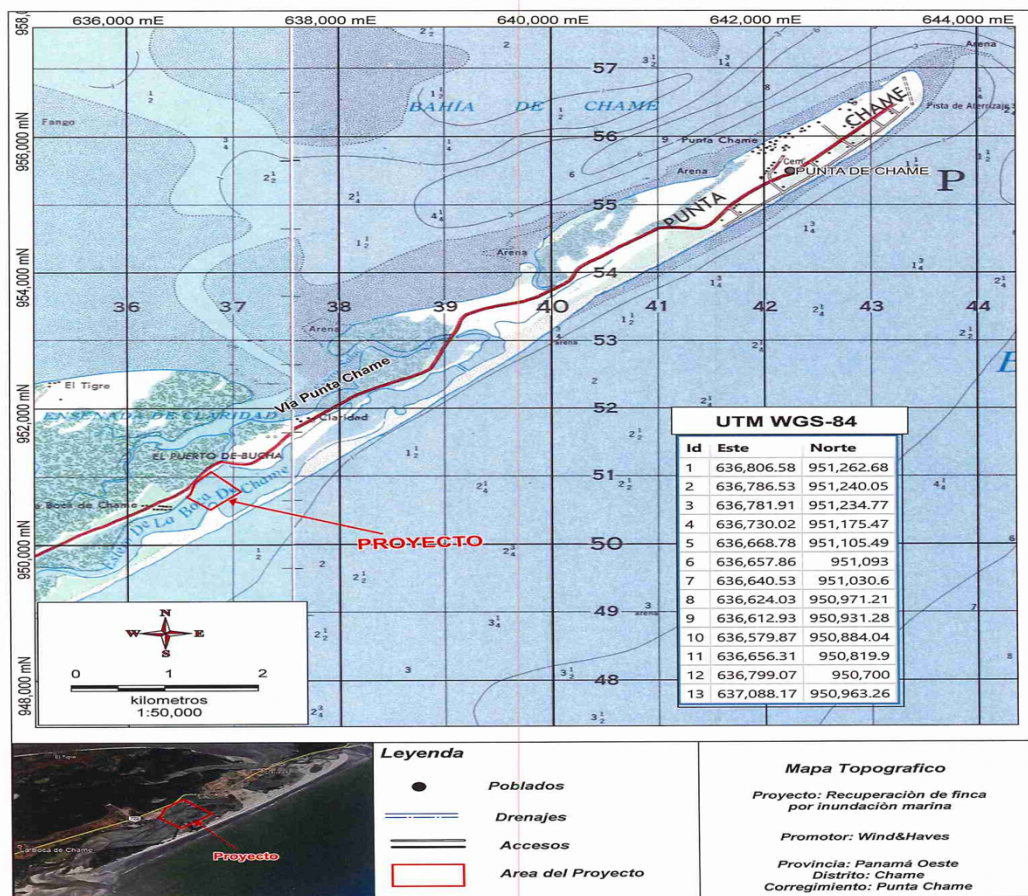 636,000 mE
638,000 mE
640,000 mE
642,000 mE
644,000 mE
956,000 mN
954,000 mN
952,000 mN
950,000 mN
948,000 mN
BAHÍA DE CHAME
Fango
Arena
Pista de Aterrizaje
9 Punta Chame
Cem
PUNTA DE CHAME
PUNTA CHAME
P
Arena
Arena
Arena
arena
57
56
55
54
53
52
51
50
49
48
36
37
38
39
40
41
42
43
44
Vía Punta Chame
El Tigre
ENSENADA DE CLARIDAD
Claridad
EL PUERTO DE BUCHA
Boca de Chame
Estero De La Boca De Chame
PROYECTO
arena
N
W E
S
0 1 2
kilometros
1:50,000
UTM WGS-84
Id Este Norte
1 636,806.58 951,262.68
2 636,786.53 951,240.05
3 636,781.91 951,234.77
4 636,730.02 951,175.47
5 636,668.78 951,105.49
6 636,657.86 951,093
7 636,640.53 951,030.6
8 636,624.03 950,971.21
9 636,612.93 950,931.28
10 636,579.87 950,884.04
11 636,656.31 950,819.9
12 636,799.07 950,700
13 637,088.17 950,963.26
El Tigre
La Boca de Chame
Proyecto
Leyenda
Poblados
Drenajes
Accesos
Area del Proyecto
Mapa Topografico
Proyecto: Recuperaciòn de finca
por inundaciòn marina
Promotor: Wind&Haves
Provincia: Panamá Oeste
Distrito: Chame
Corregimiento: Punta Chame